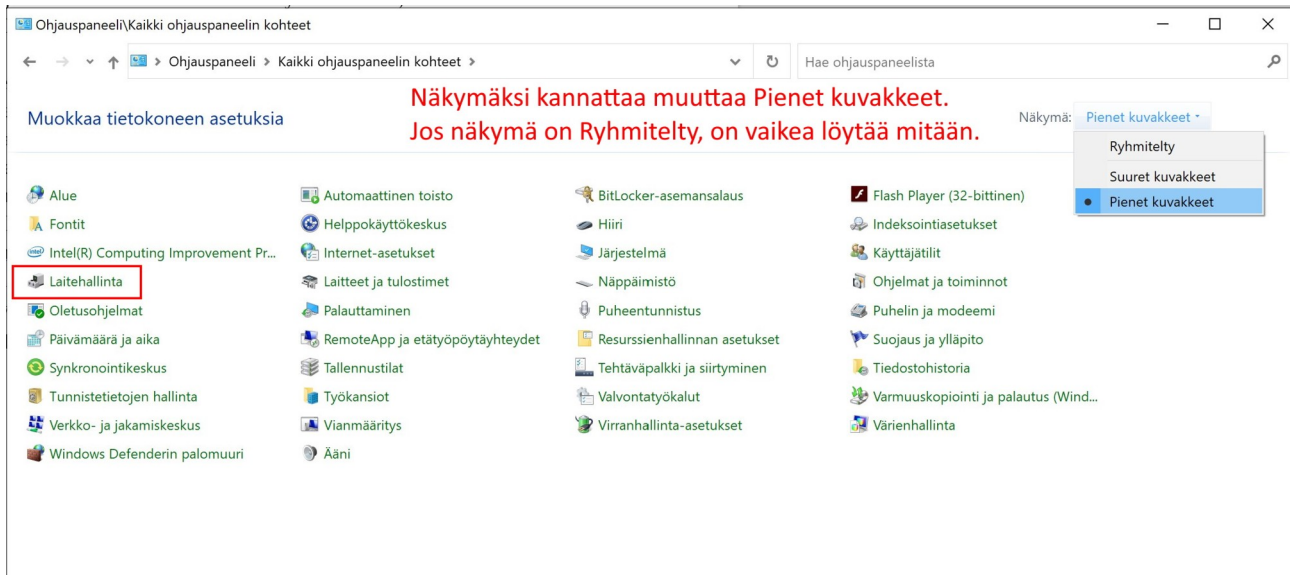 Ohjauspaneeli\Kaikki ohjauspaneelin kohteet
Ohjauspaneeli > Kaikki ohjauspaneelin kohteet >
Hae ohjauspaneelista
Näkymäksi kannattaa muuttaa Pienet kuvakkeet.
Jos näkymä on Ryhmitelty, on vaikea löytää mitään.
Muokkaa tietokoneen asetuksia
Näkymä: Pienet kuvakkeet
Ryhmitelty
Suuret kuvakkeet
Pienet kuvakkeet
Alue
Automaattinen toisto
BitLocker-asemansalaus
Flash Player (32-bittinen)
Fontit
Helppokäyttökeskus
Hiiri
Indeksointiasetukset
Intel(R) Computing Improvement Pr...
Internet-asetukset
Järjestelmä
Käyttäjätilit
Laitehallinta
Laitteet ja tulostimet
Näppäimistö
Ohjelmat ja toiminnot
Oletusohjelmat
Palauttaminen
Puheentunnistus
Puhelin ja modeemi
Päivämäärä ja aika
RemoteApp ja etätyöpöytäyhteydet
Resurssienhallinnan asetukset
Suojaus ja ylläpito
Synkronointikeskus
Tallennustilat
Tehtäväpalkki ja siirtyminen
Tiedostohistoria
Tunnistetietojen hallinta
Työkansiot
Valvontatyökalut
Varmuuskopiointi ja palautus (Wind...
Verkko- ja jakamiskeskus
Vianmääritys
Virranhallinta-asetukset
Värienhallinta
Windows Defenderin palomuuri
Ääni